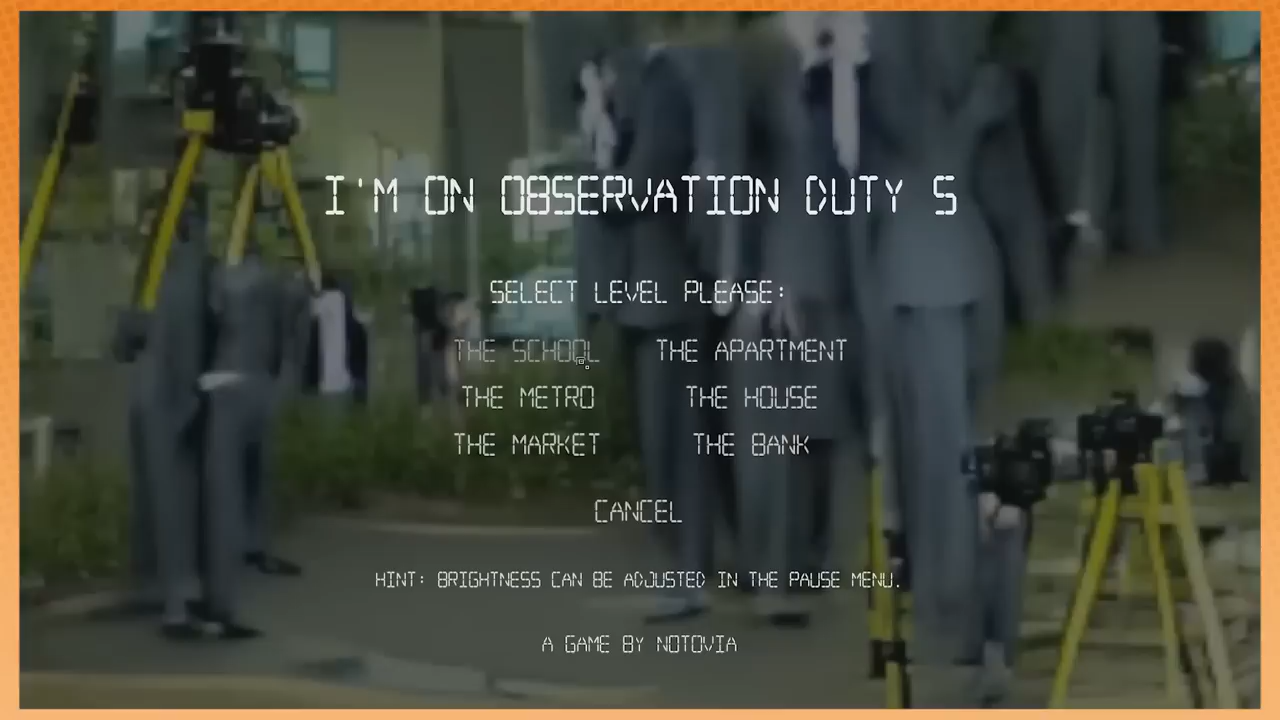 I'M ON OBSERVATION DUTY 5
SELECT LEVEL PLEASE:
THE SCHOOL THE APARTMENT
THE METRO THE HOUSE
THE MARKET THE BANK
CANCEL
HINT: BRIGHTNESS CAN BE ADJUSTED IN THE PAUSE MENU.
A GAME BY NOTOVIA